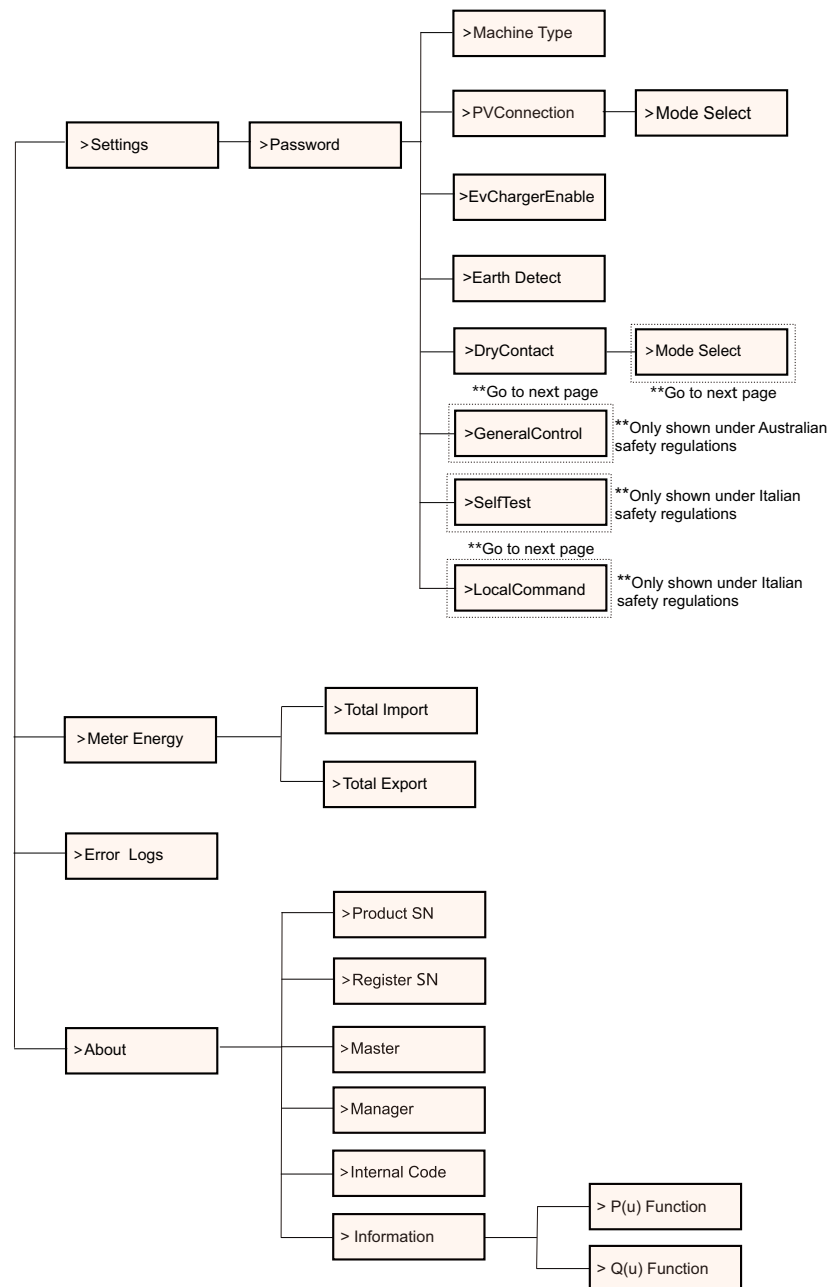 >Machine Type
>PVConnection
>Mode Select
>Settings
>Password
>EvChargerEnable
>Earth Detect
>DryContact
>Mode Select
**Go to next page
**Go to next page
>GeneralControl
**Only shown under Australian
safety regulations
>SelfTest
**Only shown under Italian
safety regulations
**Go to next page
>LocalCommand
**Only shown under Italian
safety regulations
>Meter Energy
>Total Import
>Total Export
>Error Logs
>Product SN
>Register SN
>About
>Master
>Manager
>Internal Code
> Information
> P(u) Function
> Q(u) Function